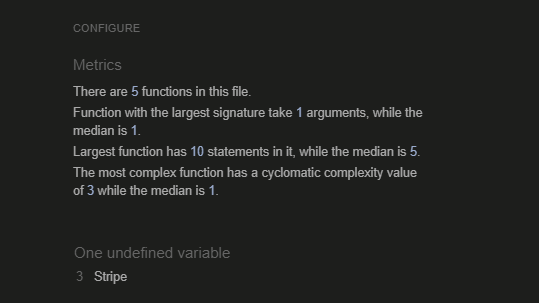 CONFIGURE
Metrics
There are 5 functions in this file.
Function with the largest signature take 1 arguments, while the
median is 1.
Largest function has 10 statements in it, while the median is 5.
The most complex function has a cyclomatic complexity value
of 3 while the median is 1.
One undefined variable
3 Stripe